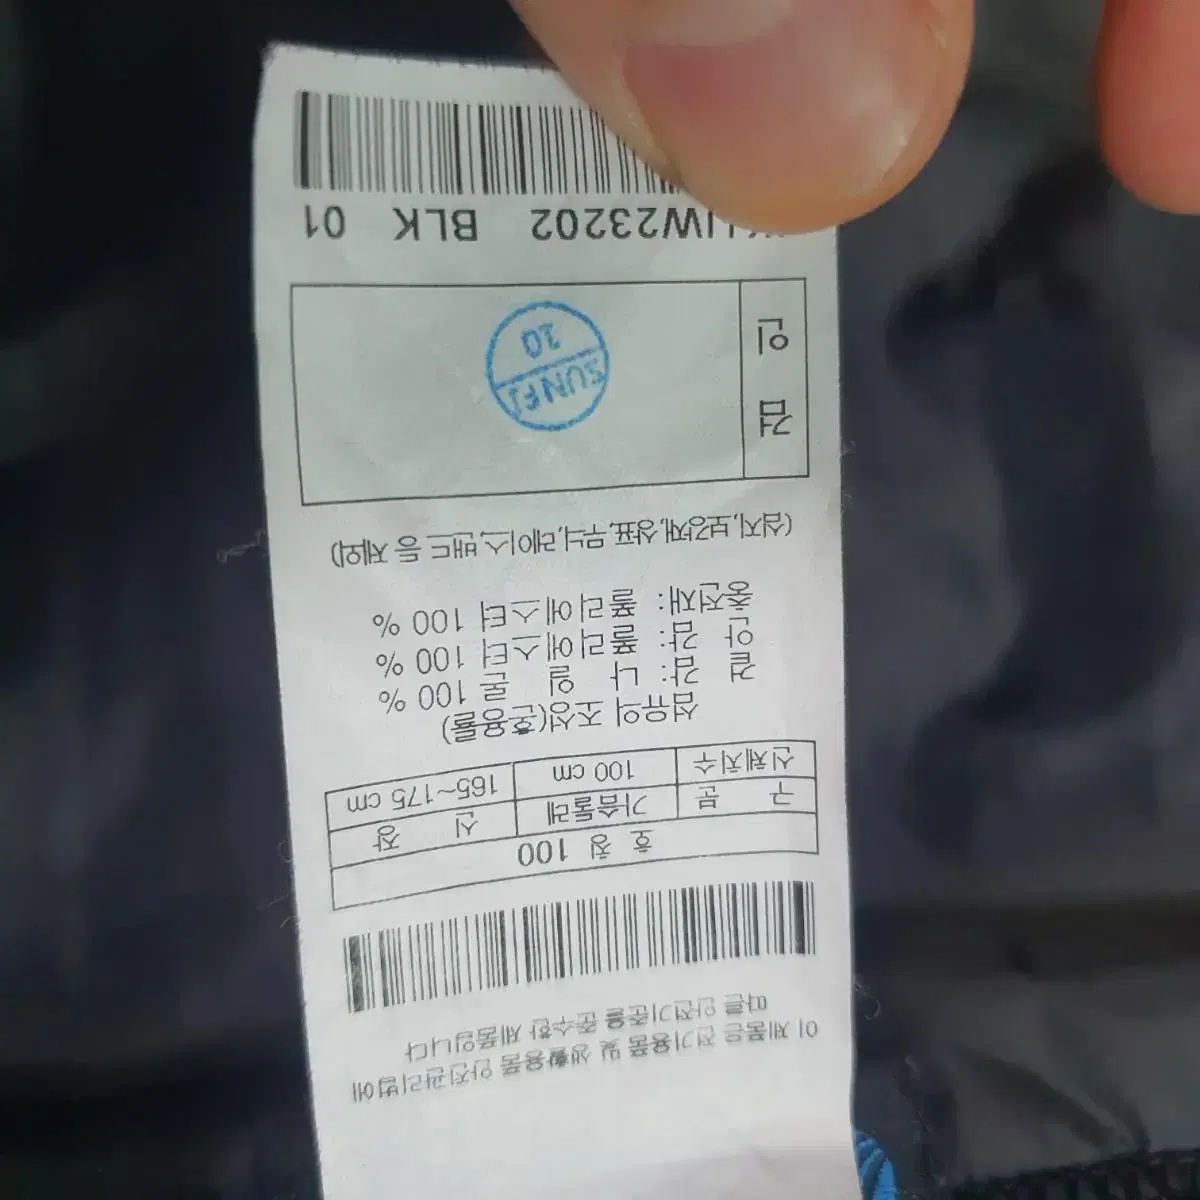 이 제품은 전기용품 및 생활용품 안전관리법에
따른 안전기준을 준수한 제품입니다
호 칭 100
구 분 가슴둘레 신 장
신체치수 100 cm 165~175 cm
섬유의 조성(혼용률)
겉 감: 나 일 론 100 %
안 감: 폴리에스터 100 %
충전재: 폴리에스터 100 %
(심지,보강재,상표,무늬,레이스,밴드 등 제외)
검 인
SUNFI
10
JW23202 BLK 01